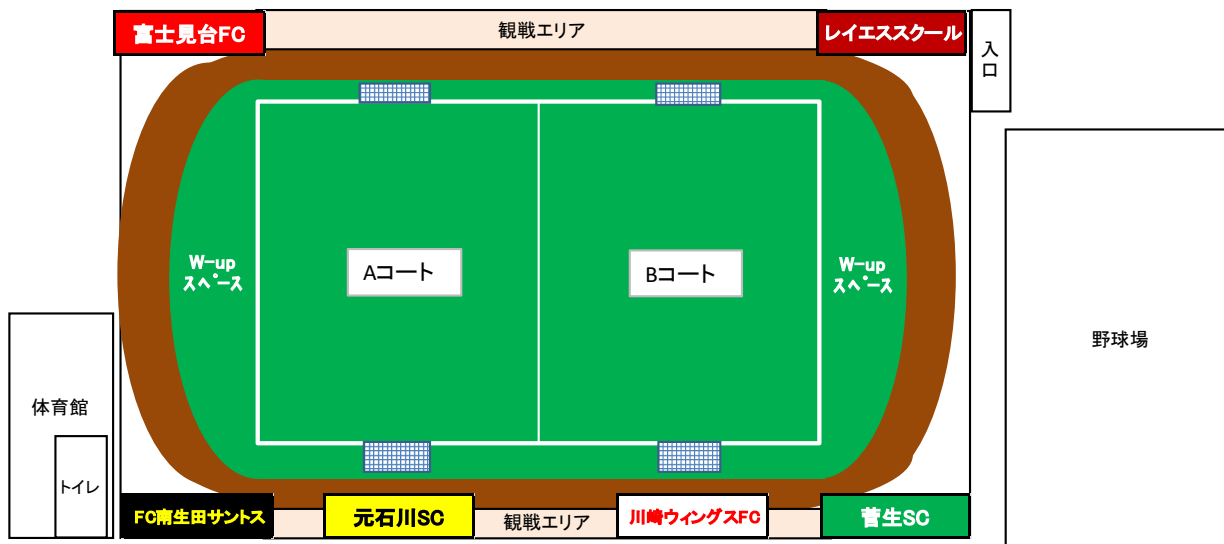 富士見台FC
観戦エリア
レイエススクール
入
口
W-up
スペース
Aコート
Bコート
W-up
スペース
野球場
体育館
トイレ
FC南生田サントス
元石川SC
観戦エリア
川崎ウィングスFC
菅生SC